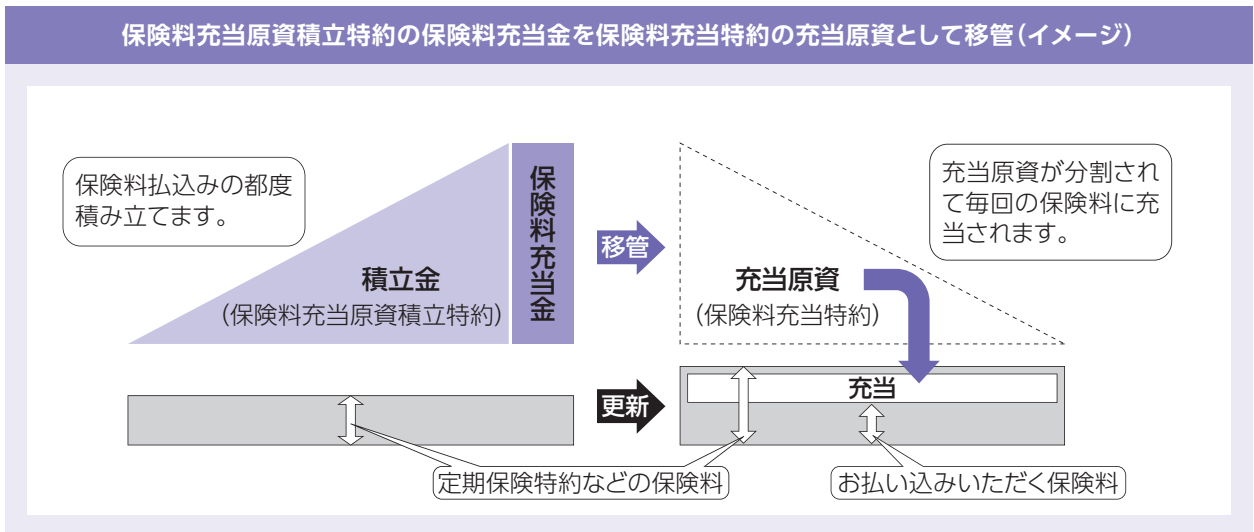 保険料充当原資積立特約の保険料充当金を保険料充当特約の充当原資として移管（イメージ）
保険料払込みの都度
積み立てます。
積立金
（保険料充当原資積立特約）
保険料充当金
移管
充当原資
（保険料充当特約）
充当原資が分割され
て毎回の保険料に充
当されます。
更新
充当
定期保険特約などの保険料
お払い込みいただく保険料